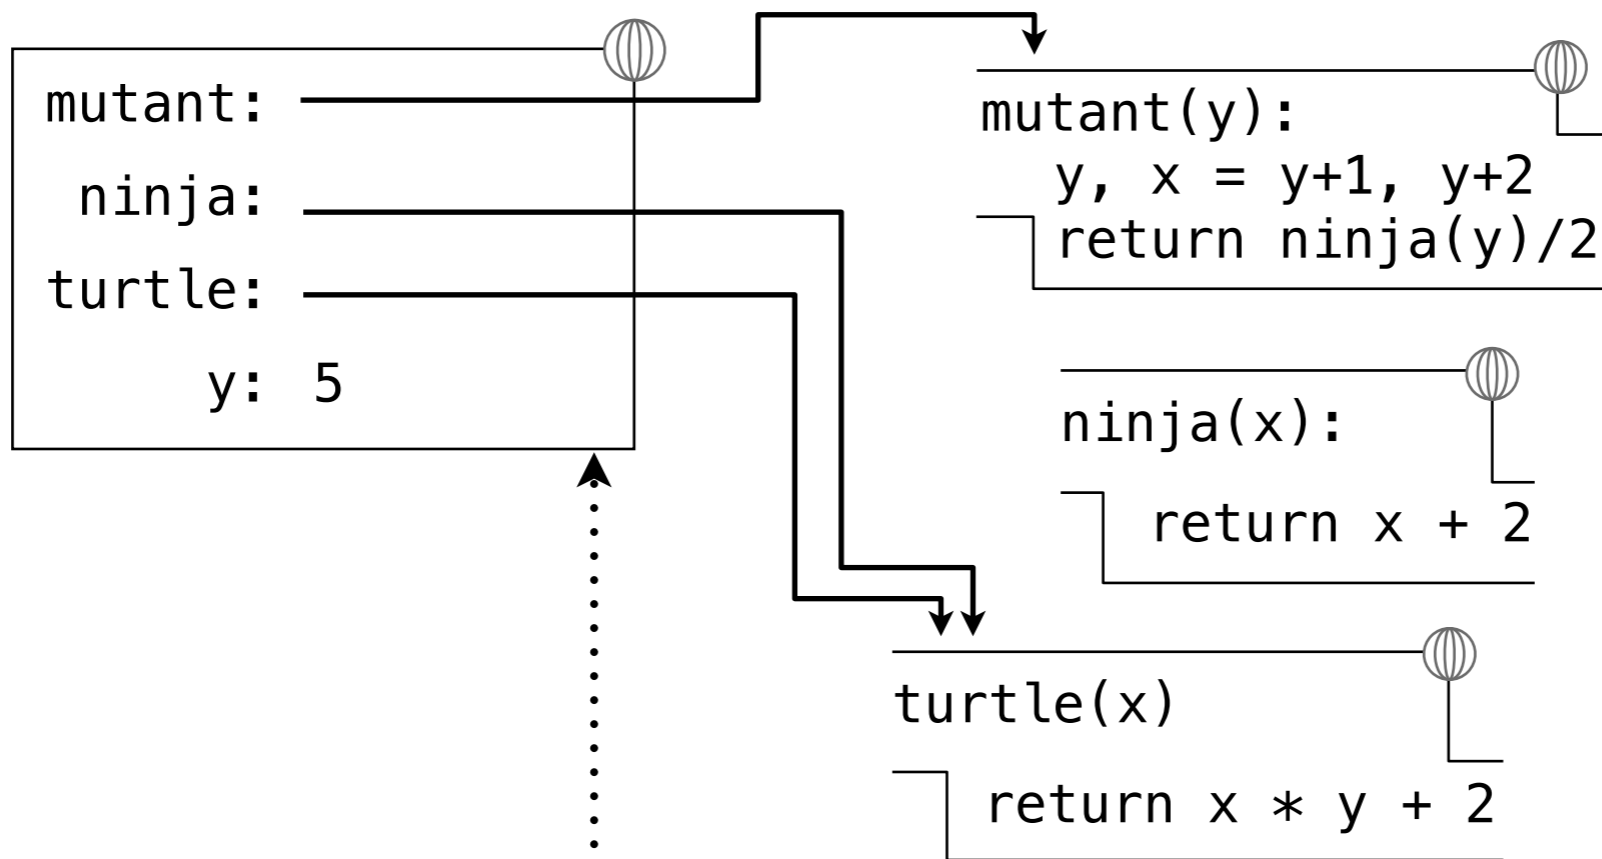 mutant:
ninja:
turtle:
y: 5
mutant(y):
y, x = y+1, y+2
return ninja(y)/2
ninja(x):
return x + 2
turtle(x)
return x * y + 2